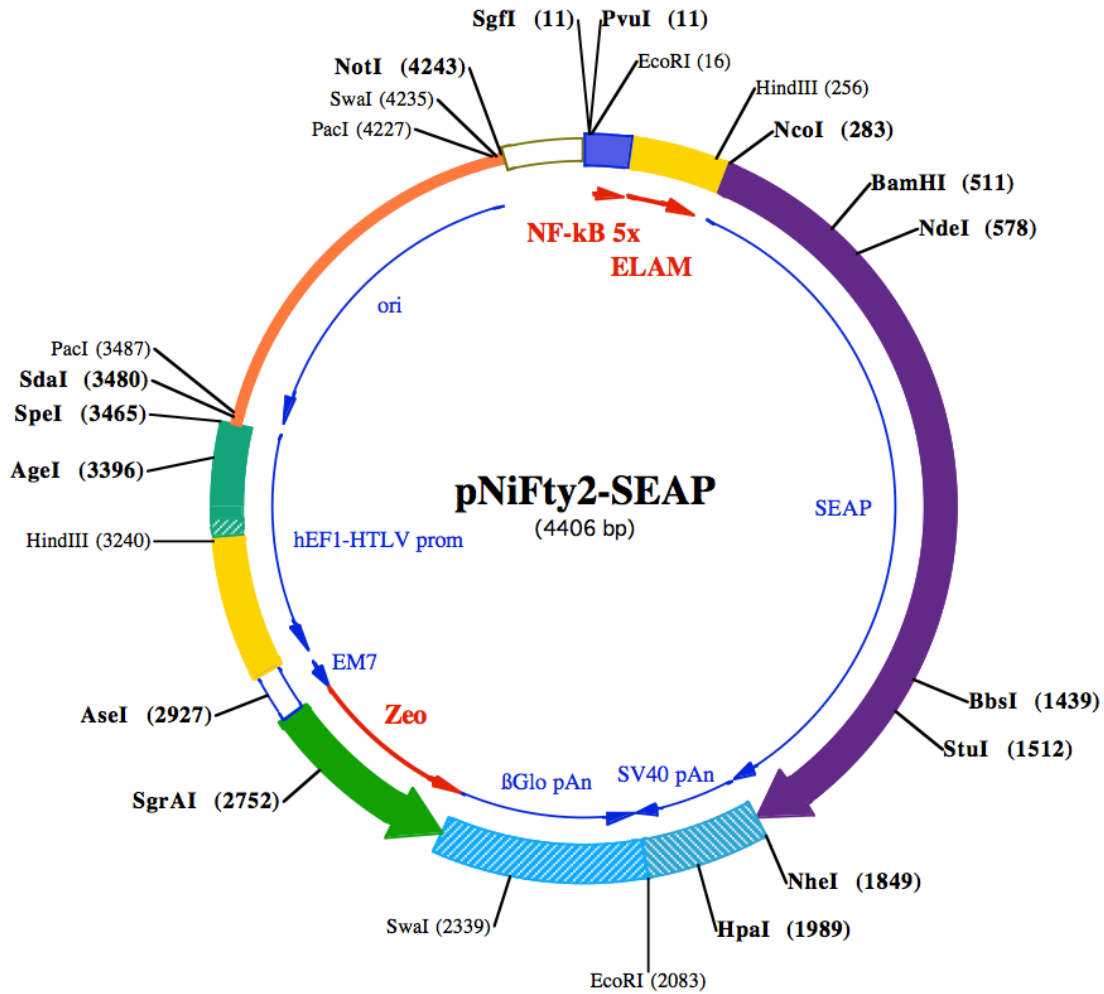 SgfI (11)
PvuI (11)
EcoRI (16)
NotI (4243)
SwaI (4235)
PacI (4227)
HindIII (256)
NcoI (283)
BamHI (511)
NdeI (578)
NF-kB 5x
ELAM
ori
PacI (3487)
SdaI (3480)
SpeI (3465)
AgeI (3396)
HindIII (3240)
pNiFty2-SEAP
(4406 bp)
SEAP
hEF1-HTLV prom
EM7
Zeo
AseI (2927)
BbsI (1439)
StuI (1512)
SgrAI (2752)
ßGlo pAn
SV40 pAn
NheI (1849)
SwaI (2339)
HpaI (1989)
EcoRI (2083)